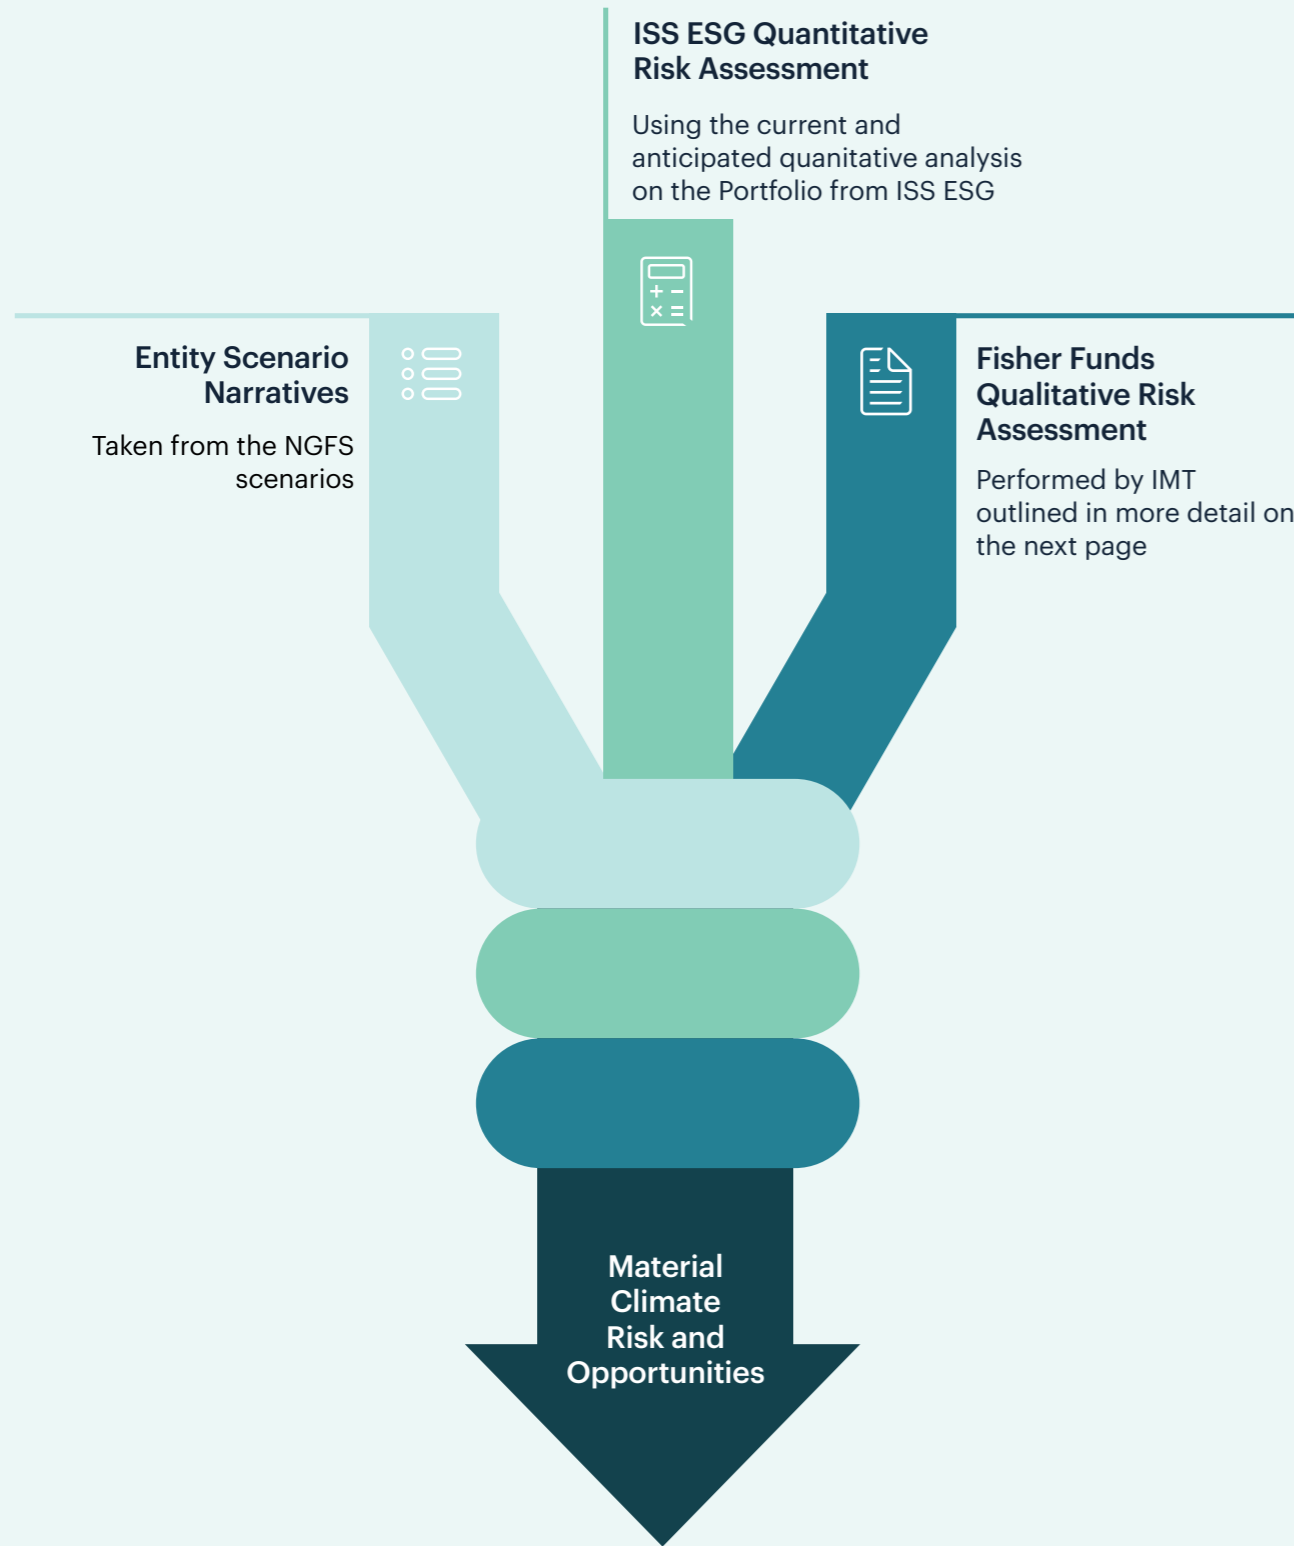 ISS ESG Quantitative
Risk Assessment
Using the current and
anticipated quanitative analysis
on the Portfolio from ISS ESG
Entity Scenario
Narratives
Taken from the NGFS
scenarios
Fisher Funds
Qualitative Risk
Assessment
Performed by IMT
outlined in more detail on
the next page
Material
Climate
Risk and
Opportunities